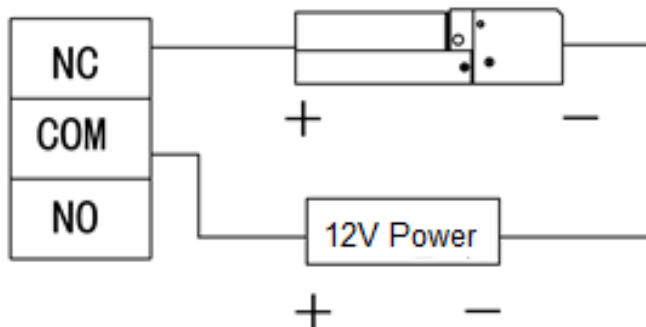 NC
+ −
COM
NO
12V Power
+ −